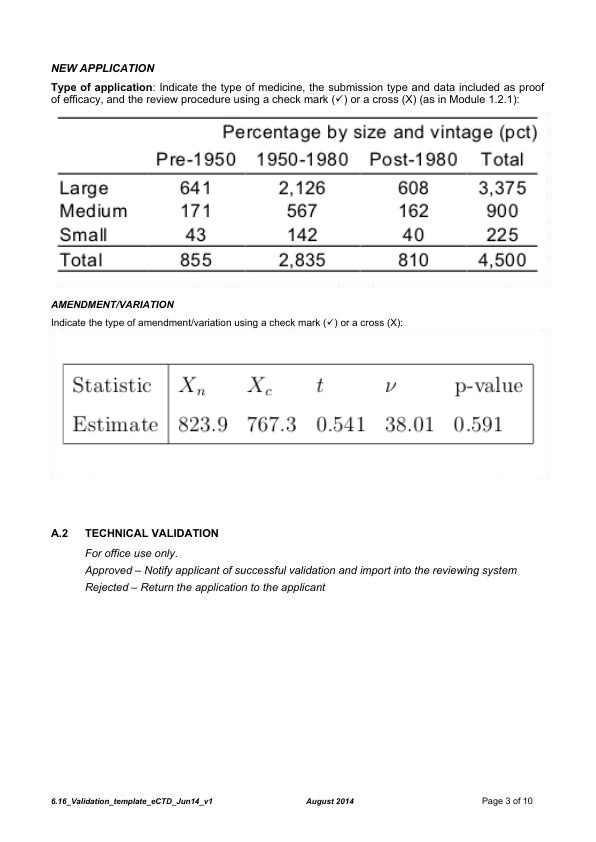 NEW APPLICATION
Type of application: Indicate the type of medicine, the submission type and data included as proof
of efficacy, and the review procedure using a check mark (✓) or a cross (X) (as in Module 1.2.1):
Percentage by size and vintage (pct)
Pre-1950 1950-1980 Post-1980 Total
Large 641 2,126 608 3,375
Medium 171 567 162 900
Small 43 142 40 225
Total 855 2,835 810 4,500
AMENDMENT/VARIATION
Indicate the type of amendment/variation using a check mark (✓) or a cross (X):
Statistic Xn Xc t ν p-value
Estimate 823.9 767.3 0.541 38.01 0.591
A.2 TECHNICAL VALIDATION
For office use only.
Approved – Notify applicant of successful validation and import into the reviewing system
Rejected – Return the application to the applicant
6.16_Validation_template_eCTD_Jun14_v1 August 2014 Page 3 of 10